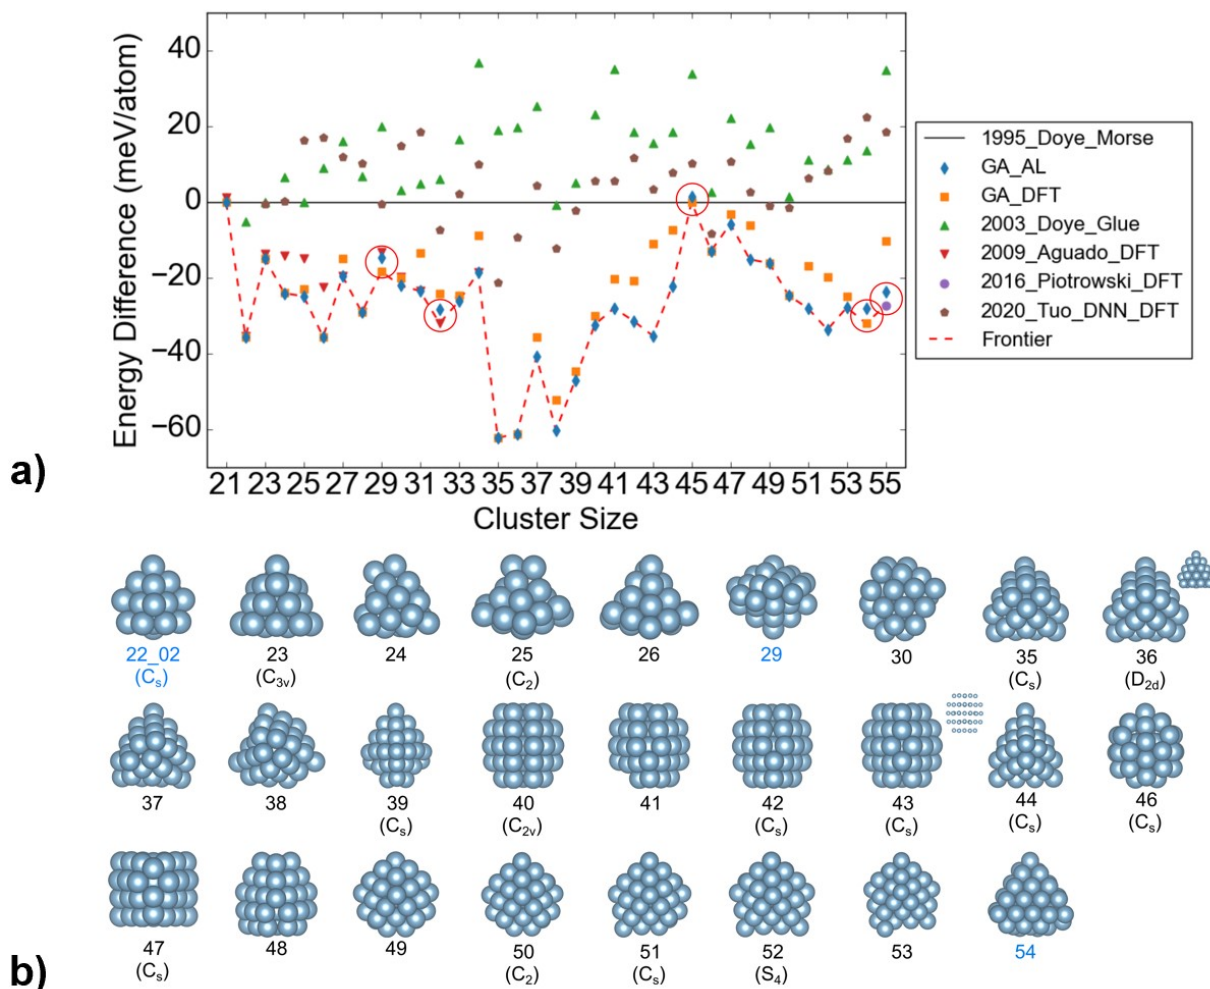 a)
Energy Difference (meV/atom)
40
20
0
−20
−40
−60
21 23 25 27 29 31 33 35 37 39 41 43 45 47 49 51 53 55
Cluster Size
1995_Doye_Morse
GA_AL
GA_DFT
2003_Doye_Glue
2009_Aguado_DFT
2016_Piotrowski_DFT
2020_Tuo_DNN_DFT
Frontier
22_02 23 24 25 26 29 30 35 36
(Cₛ) (C₃ᵥ) (C₂) (Cₛ) (D₂d)
37 38 39 40 41 42 43 44 46
(Cₛ) (C₂ᵥ) (Cₛ) (Cₛ) (Cₛ) (Cₛ)
47 48 49 50 51 52 53 54
(Cₛ) (C₂) (Cₛ) (S₄)
b)